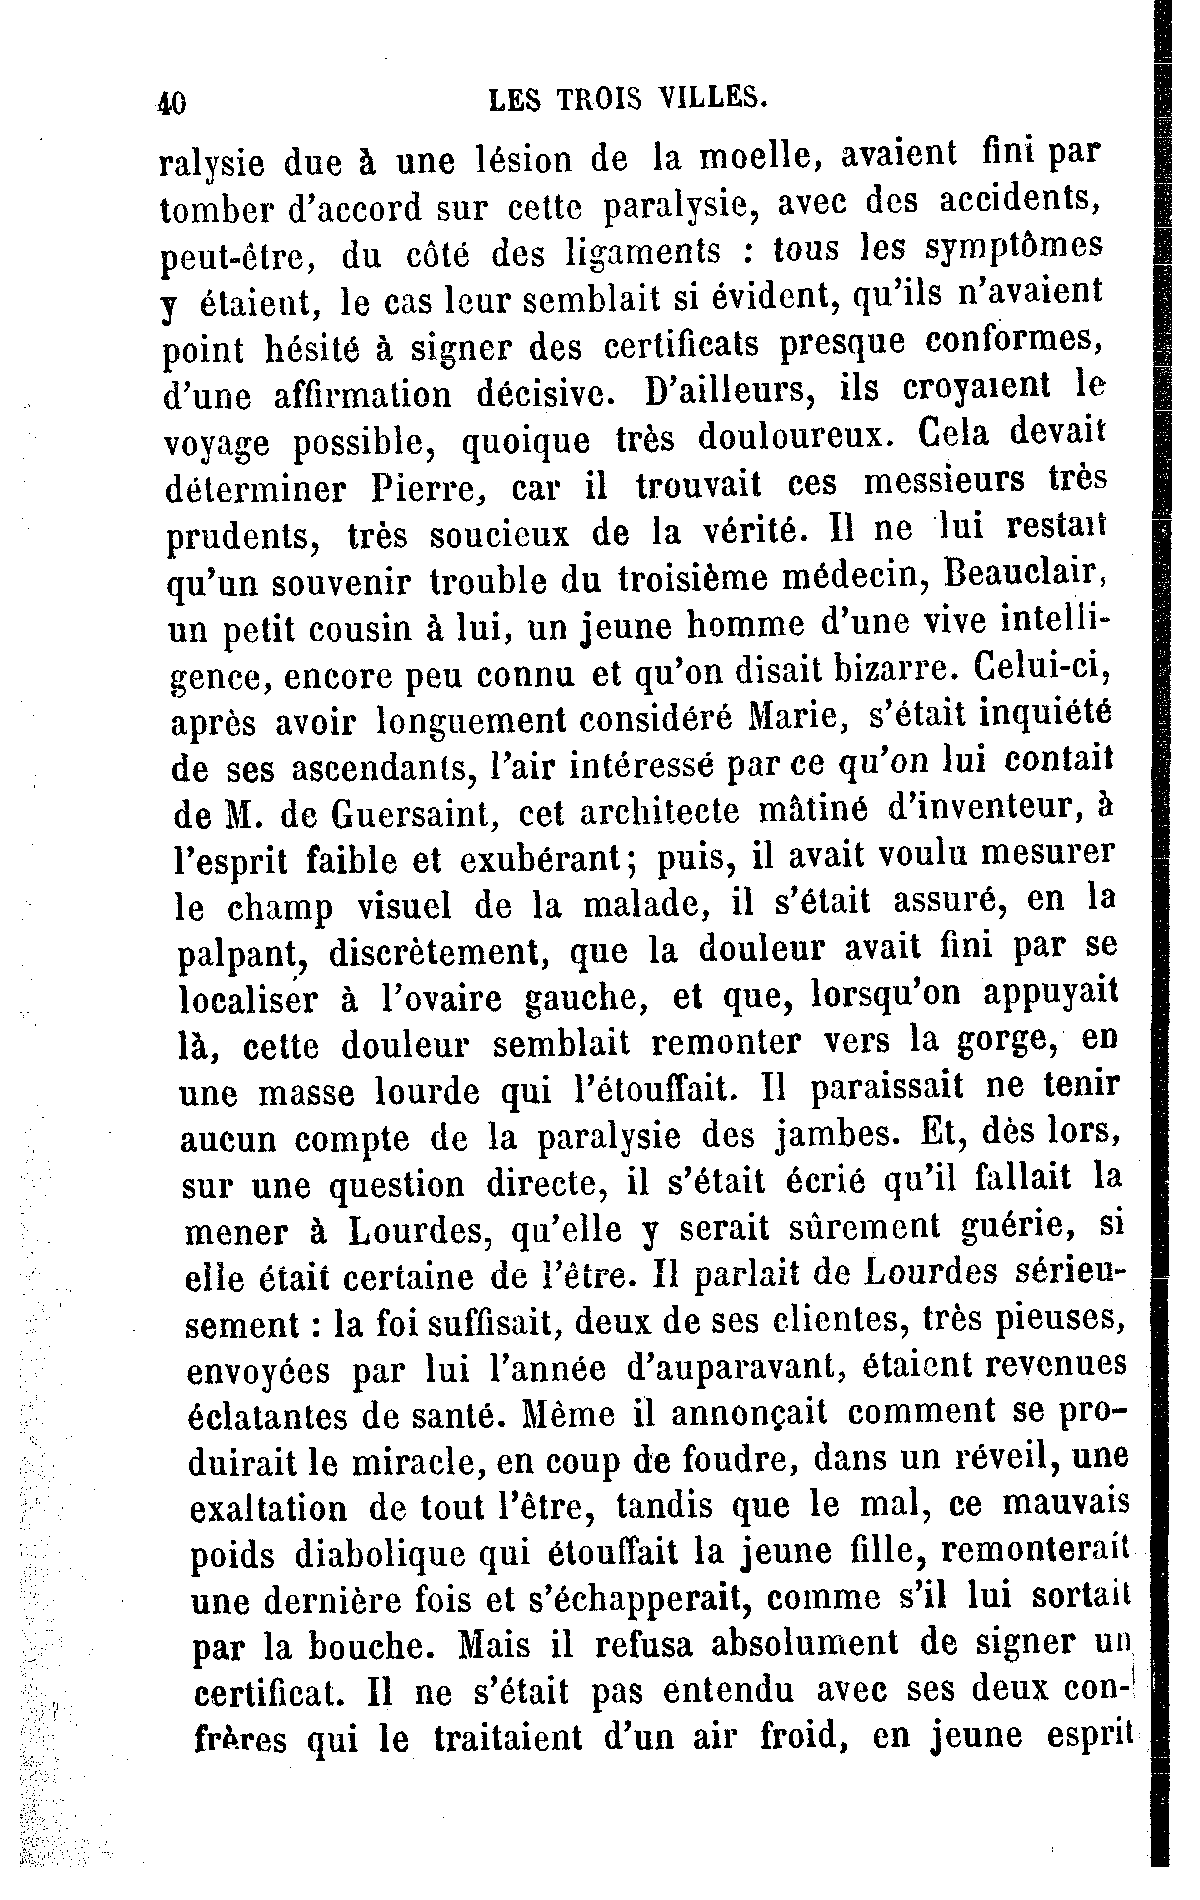 40 LES TROIS VILLES.
ralysie due à une lésion de la moelle, avaient fini par
tomber d'accord sur cette paralysie, avec des accidents,
peut-être, du côté des ligaments : tous les symptômes
y étaient, le cas leur semblait si évident, qu'ils n'avaient
point hésité à signer des certificats presque conformes,
d'une affirmation décisive. D'ailleurs, ils croyaient le
voyage possible, quoique très douloureux. Cela devait
déterminer Pierre, car il trouvait ces messieurs très
prudents, très soucieux de la vérité. Il ne lui restait
qu'un souvenir trouble du troisième médecin, Beauclair,
un petit cousin à lui, un jeune homme d'une vive intelli-
gence, encore peu connu et qu'on disait bizarre. Celui-ci,
après avoir longuement considéré Marie, s'était inquiété
de ses ascendants, l'air intéressé par ce qu'on lui contait
de M. de Guersaint, cet architecte mâtiné d'inventeur, à
l'esprit faible et exubérant; puis, il avait voulu mesurer
le champ visuel de la malade, il s'était assuré, en la
palpant, discrètement, que la douleur avait fini par se
localiser à l'ovaire gauche, et que, lorsqu'on appuyait
là, cette douleur semblait remonter vers la gorge, en
une masse lourde qui l'étouffait. Il paraissait ne tenir
aucun compte de la paralysie des jambes. Et, dès lors,
sur une question directe, il s'était écrié qu'il fallait la
mener à Lourdes, qu'elle y serait sûrement guérie, si
elle était certaine de l'être. Il parlait de Lourdes sérieu-
sement : la foi suffisait, deux de ses clientes, très pieuses,
envoyées par lui l'année d'auparavant, étaient revenues
éclatantes de santé. Même il annonçait comment se pro-
duirait le miracle, en coup de foudre, dans un réveil, une
exaltation de tout l'être, tandis que le mal, ce mauvais
poids diabolique qui étouffait la jeune fille, remonterait
une dernière fois et s'échapperait, comme s'il lui sortait
par la bouche. Mais il refusa absolument de signer un
certificat. Il ne s'était pas entendu avec ses deux con-
frères qui le traitaient d'un air froid, en jeune esprit